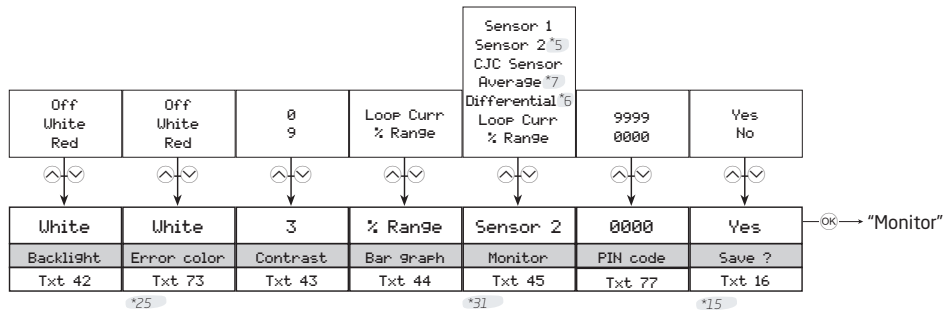 Sensor 1
Sensor 2 *5
CJC Sensor
Average *7
Differential *6
Loop Curr
% Range
Off
White
Red
Off
White
Red
0
9
Loop Curr
% Range
9999
0000
Yes
No
White White 3 % Range Sensor 2 0000 Yes OK "Monitor"
Backlight Error color Contrast Bar graph Monitor PIN code Save ?
Txt 42 Txt 73 Txt 43 Txt 44 Txt 45 Txt 77 Txt 16
*25 *31 *15